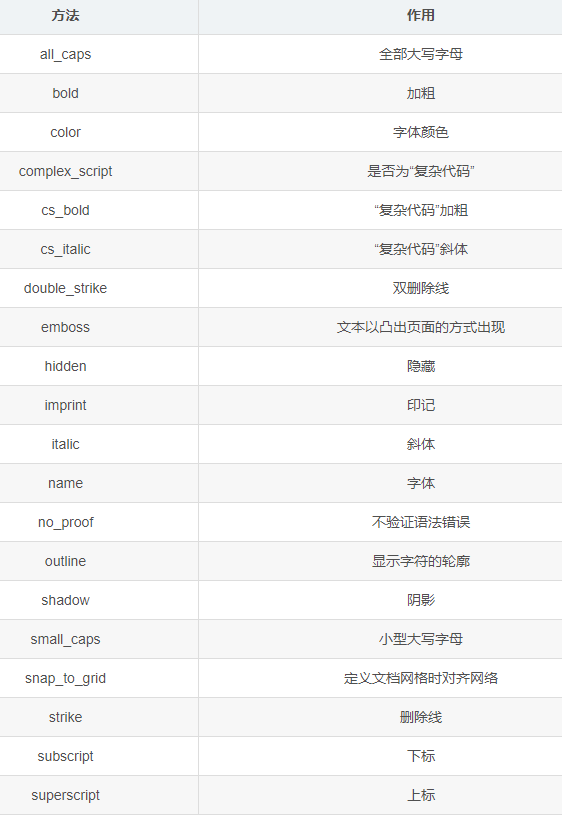 方法 作用
all_caps 全部大写字母
bold 加粗
color 字体颜色
complex_script 是否为“复杂代码”
cs_bold “复杂代码”加粗
cs_italic “复杂代码”斜体
double_strike 双删除线
emboss 文本以凸出页面的方式出现
hidden 隐藏
imprint 印记
italic 斜体
name 字体
no_proof 不验证语法错误
outline 显示字符的轮廓
shadow 阴影
small_caps 小型大写字母
snap_to_grid 定义文档网格时对齐网络
strike 删除线
subscript 下标
superscript 上标